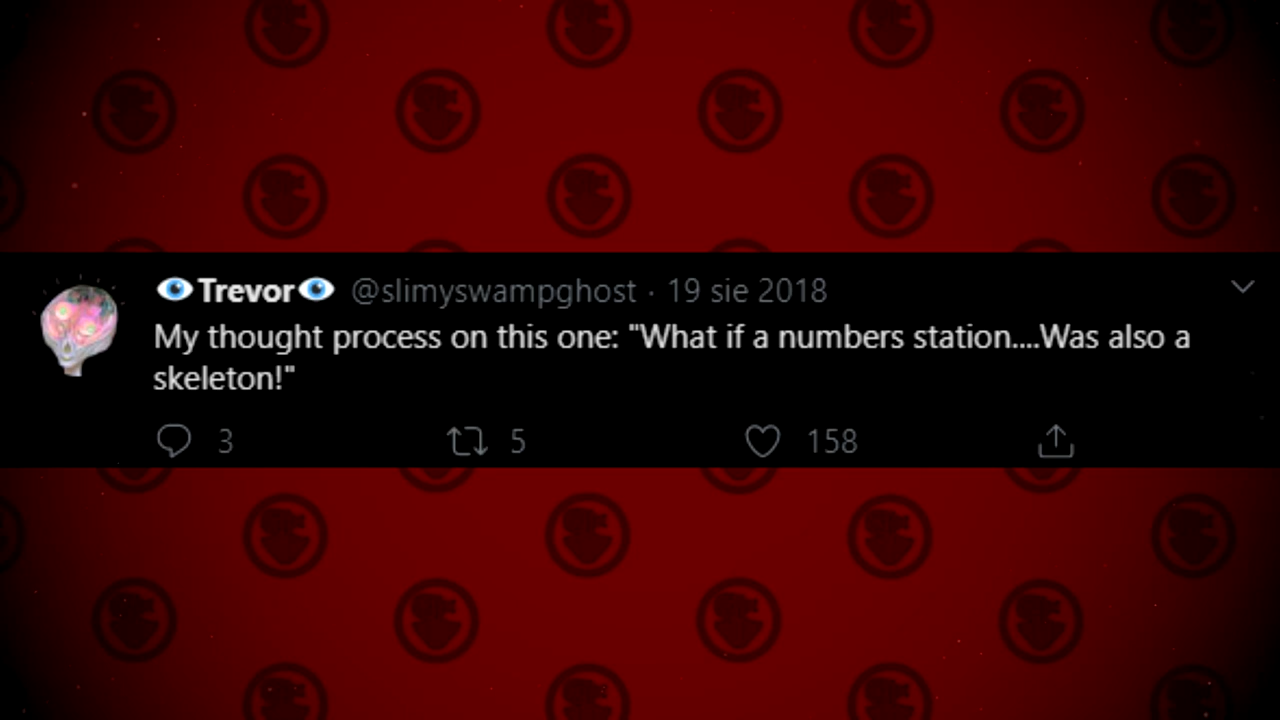 👁Trevor👁 @slimyswampghost · 19 sie 2018
My thought process on this one: "What if a numbers station....Was also a
skeleton!"
3 5 158